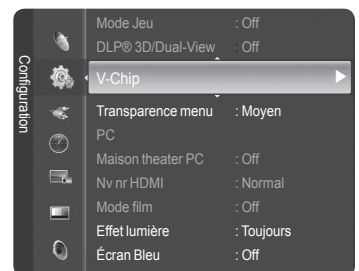 Configuration
Mode Jeu : Off
DLP® 3D/Dual-View : Off
V-Chip
Transparence menu : Moyen
PC
Maison theater PC : Off
Nv nr HDMI : Normal
Mode film : Off
Effet lumière : Toujours
Écran Bleu : Off